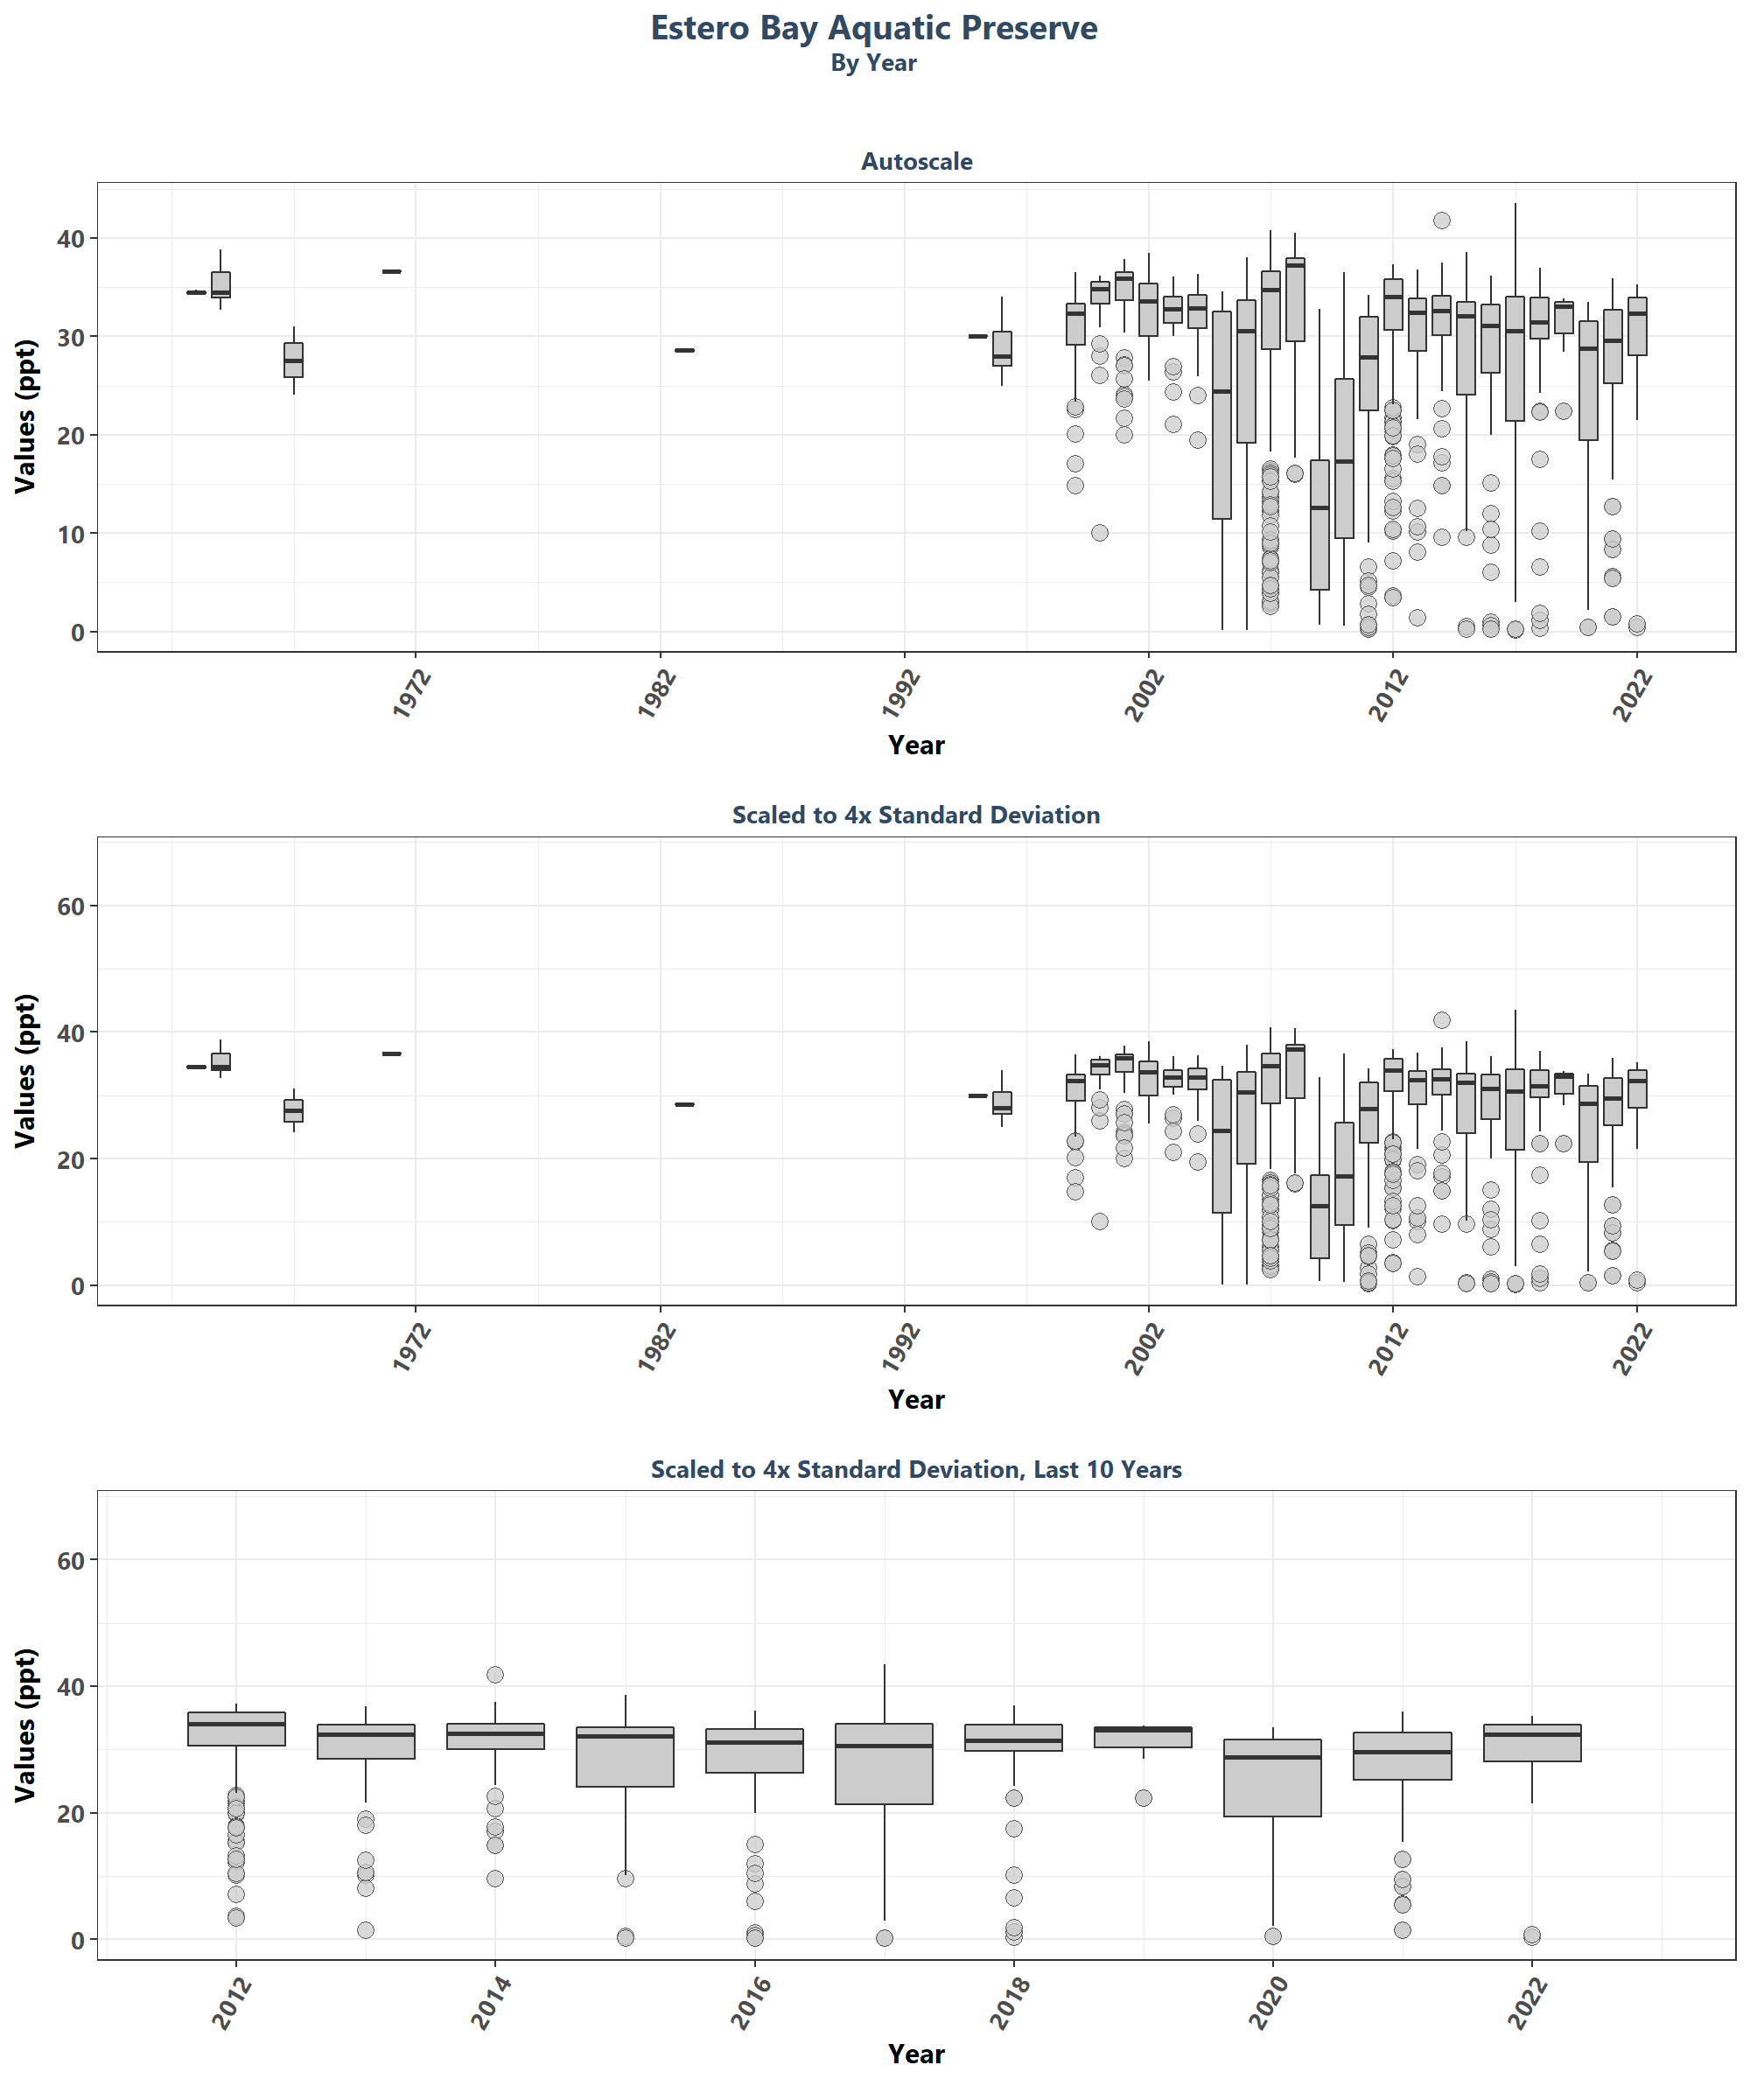 Estero Bay Aquatic Preserve
By Year
Autoscale
Values (ppt)
40
30
20
10
0
1972
1982
1992
2002
2012
2022
Year
Scaled to 4x Standard Deviation
Values (ppt)
60
40
20
0
1972
1982
1992
2002
2012
2022
Year
Scaled to 4x Standard Deviation, Last 10 Years
Values (ppt)
60
40
20
0
2012
2014
2016
2018
2020
2022
Year